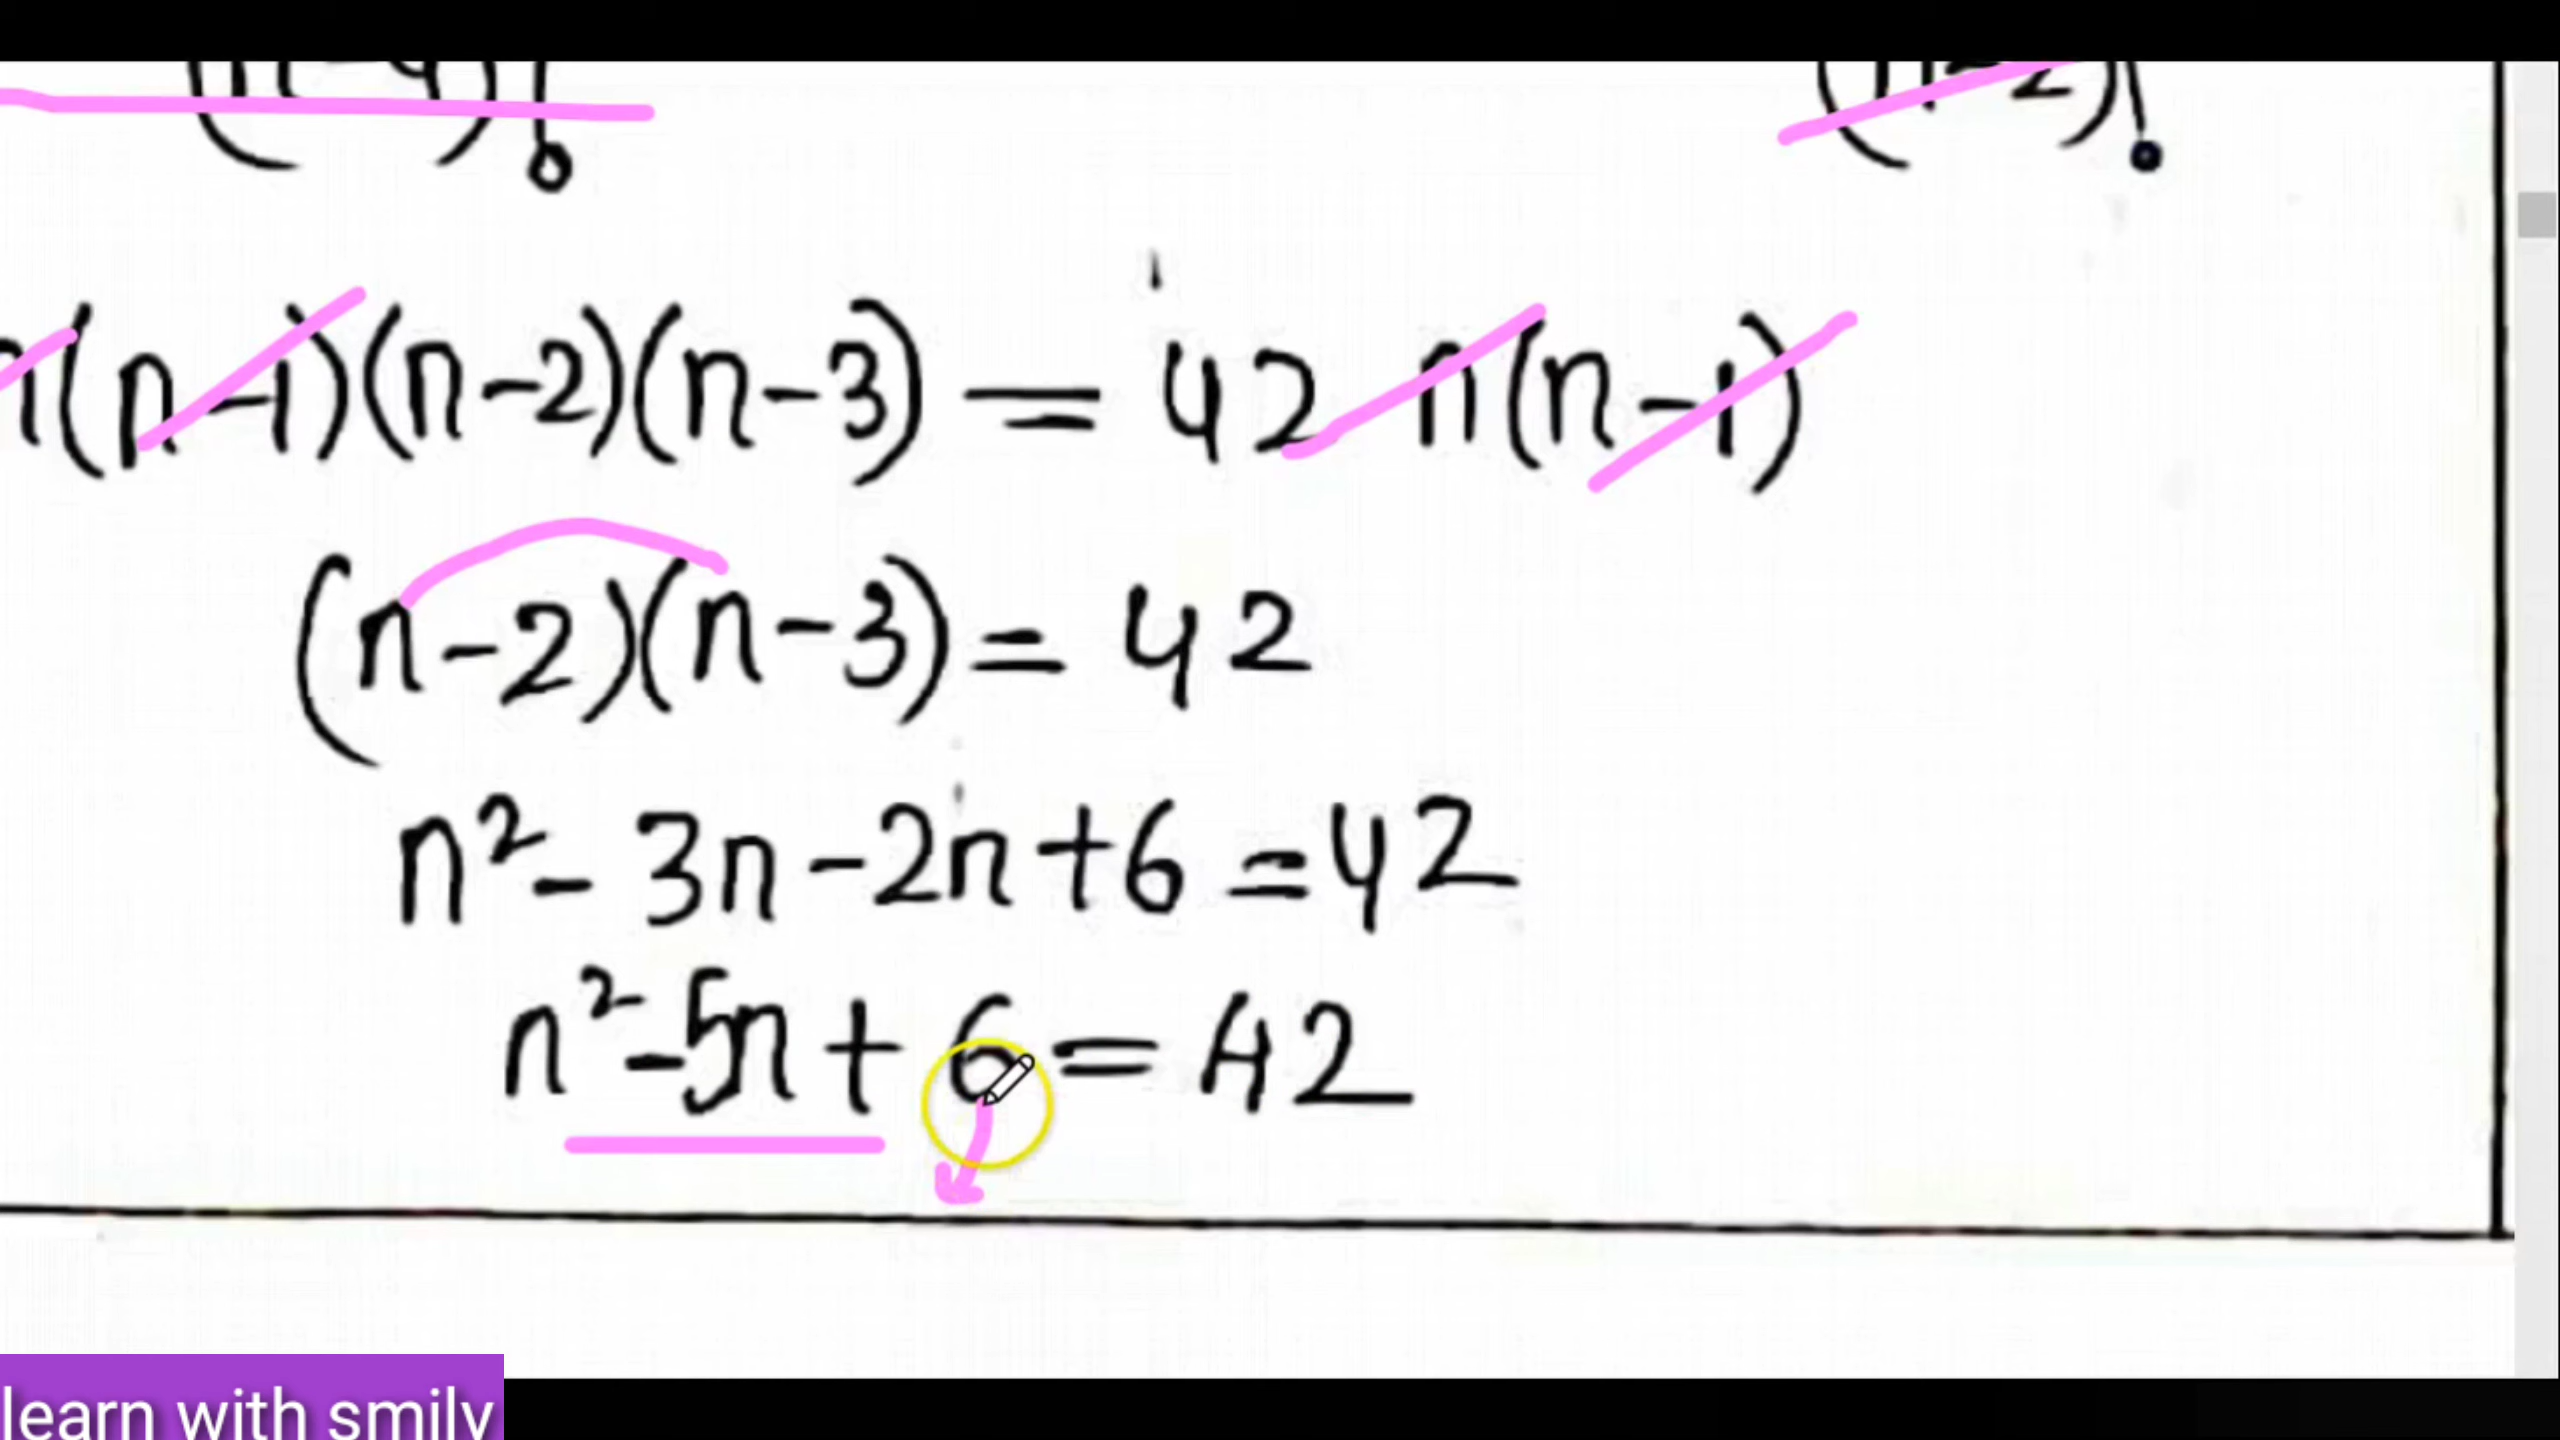 n(n-1)(n-2)(n-3) = 42 n(n-1)
(n-2)(n-3) = 42
n² - 3n - 2n + 6 = 42
n² - 5n + 6 = 42
learn with smily